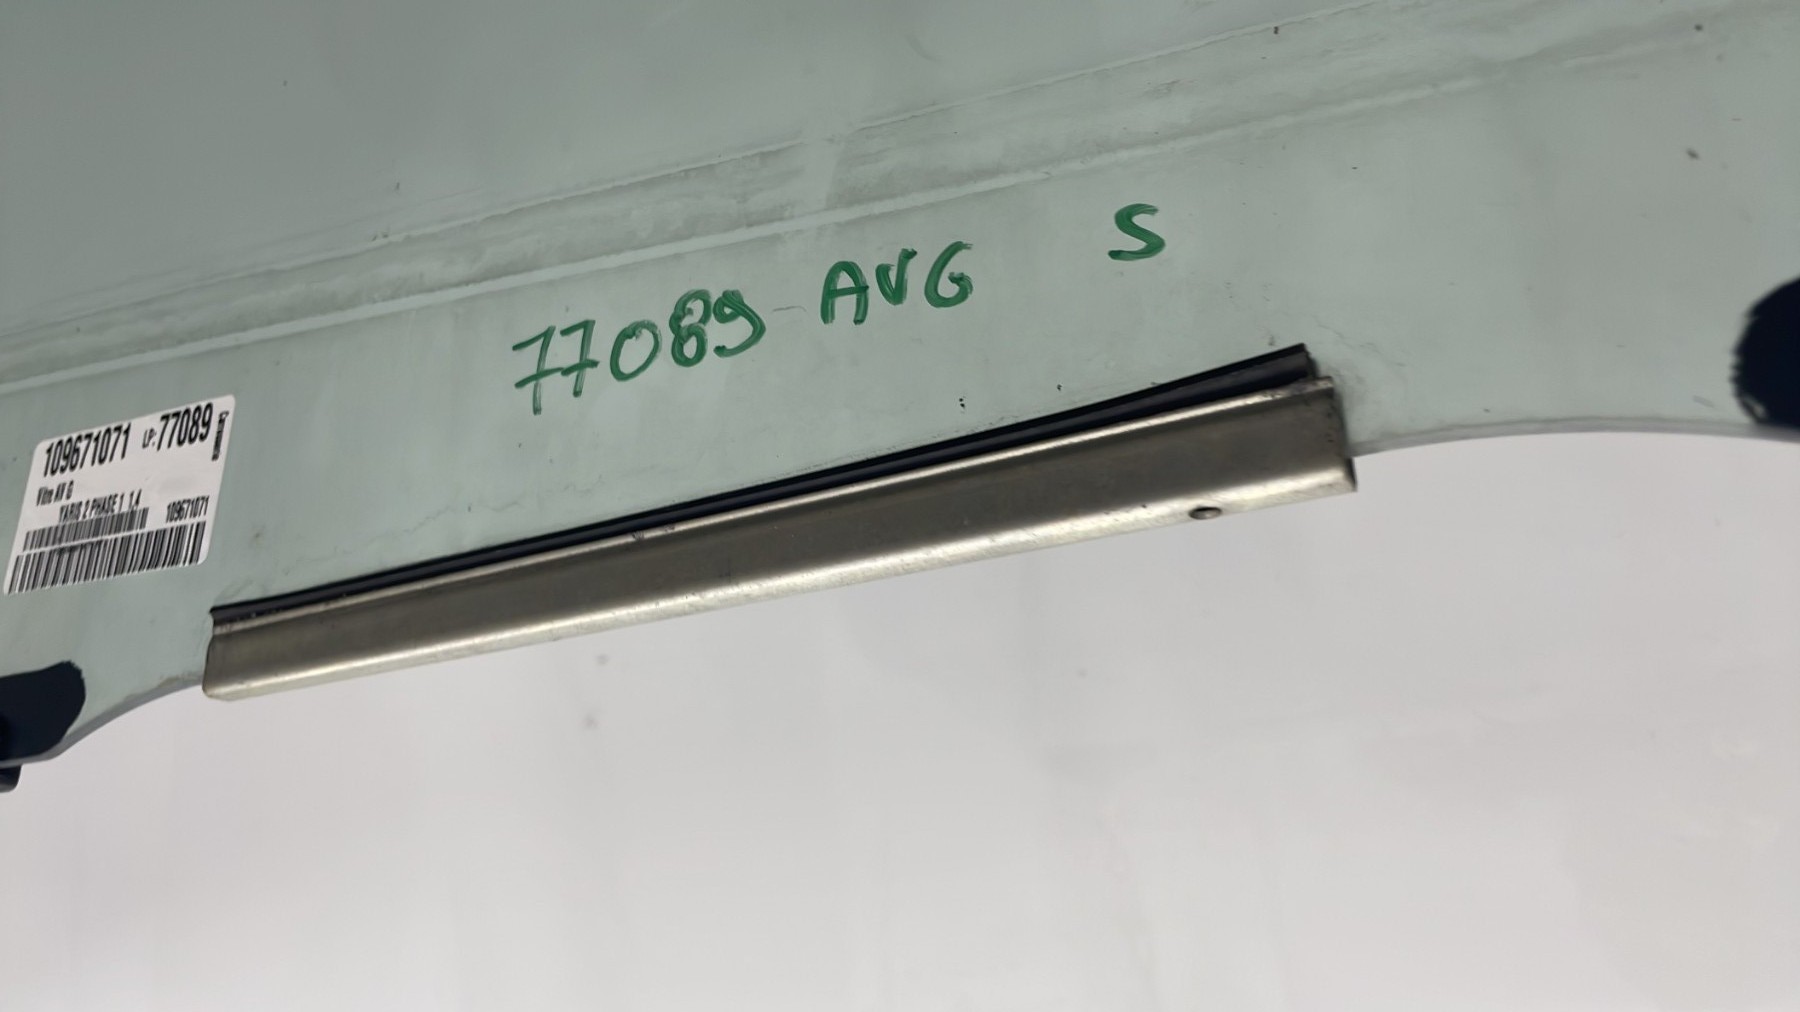 77089 AVG S
109671071 LP: 77089
Vitre AV G
YARIS 2 PHASE 1 1.4
109671071